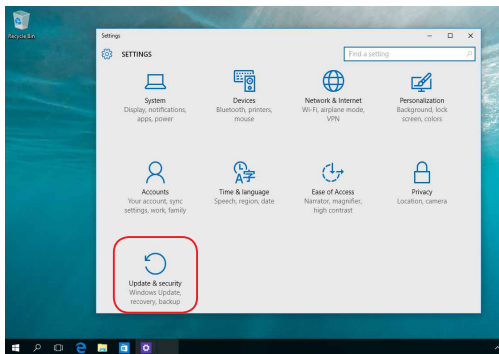 Recycle Bin
Settings
SETTINGS
Find a setting
System
Display, notifications,
apps, power
Devices
Bluetooth, printers,
mouse
Network & Internet
Wi-Fi, airplane mode,
VPN
Personalization
Background, lock
screen, colors
Accounts
Your account, sync
settings, work, family
Time & language
Speech, region, date
Ease of Access
Narrator, magnifier,
high contrast
Privacy
Location, camera
Update & security
Windows Update,
recovery, backup